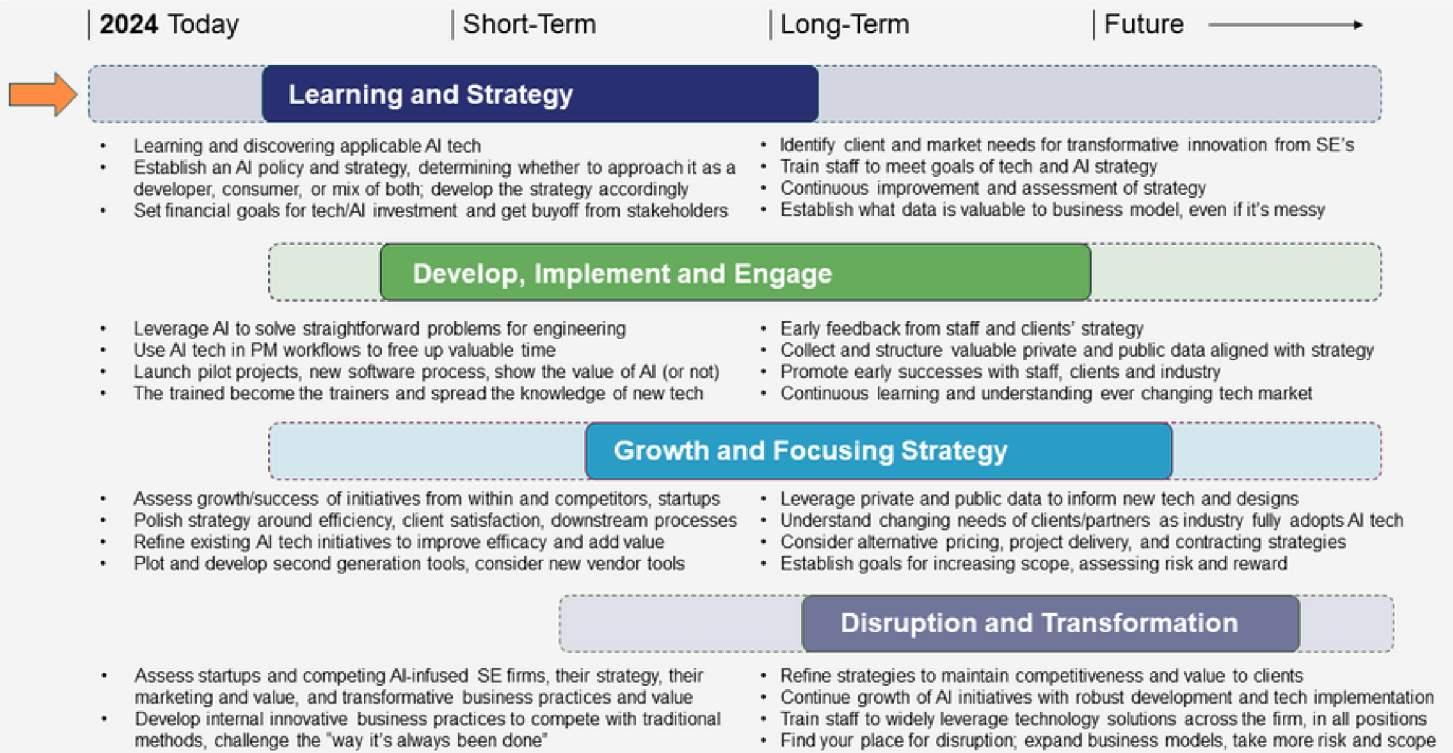 2024 Today
Short-Term
Long-Term
Future
Learning and Strategy
• Learning and discovering applicable AI tech
• Establish an AI policy and strategy, determining whether to approach it as a
developer, consumer, or mix of both; develop the strategy accordingly
• Set financial goals for tech/AI investment and get buyoff from stakeholders
• Identify client and market needs for transformative innovation from SE's
• Train staff to meet goals of tech and AI strategy
• Continuous improvement and assessment of strategy
• Establish what data is valuable to business model, even if it's messy
Develop, Implement and Engage
• Leverage AI to solve straightforward problems for engineering
• Use AI tech in PM workflows to free up valuable time
• Launch pilot projects, new software process, show the value of AI (or not)
• The trained become the trainers and spread the knowledge of new tech
• Early feedback from staff and clients' strategy
• Collect and structure valuable private and public data aligned with strategy
• Promote early successes with staff, clients and industry
• Continuous learning and understanding ever changing tech market
Growth and Focusing Strategy
• Assess growth/success of initiatives from within and competitors, startups
• Polish strategy around efficiency, client satisfaction, downstream processes
• Refine existing AI tech initiatives to improve efficacy and add value
• Plot and develop second generation tools, consider new vendor tools
• Leverage private and public data to inform new tech and designs
• Understand changing needs of clients/partners as industry fully adopts AI tech
• Consider alternative pricing, project delivery, and contracting strategies
• Establish goals for increasing scope, assessing risk and reward
Disruption and Transformation
• Assess startups and competing AI-infused SE firms, their strategy, their
marketing and value, and transformative business practices and value
• Develop internal innovative business practices to compete with traditional
methods, challenge the "way it's always been done"
• Refine strategies to maintain competitiveness and value to clients
• Continue growth of AI initiatives with robust development and tech implementation
• Train staff to widely leverage technology solutions across the firm, in all positions
• Find your place for disruption; expand business models, take more risk and scope